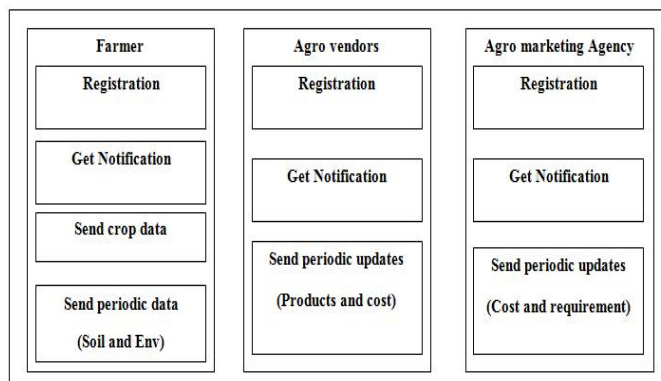 Farmer
Registration
Get Notification
Send crop data
Send periodic data
(Soil and Env)
Agro vendors
Registration
Get Notification
Send periodic updates
(Products and cost)
Agro marketing Agency
Registration
Get Notification
Send periodic updates
(Cost and requirement)